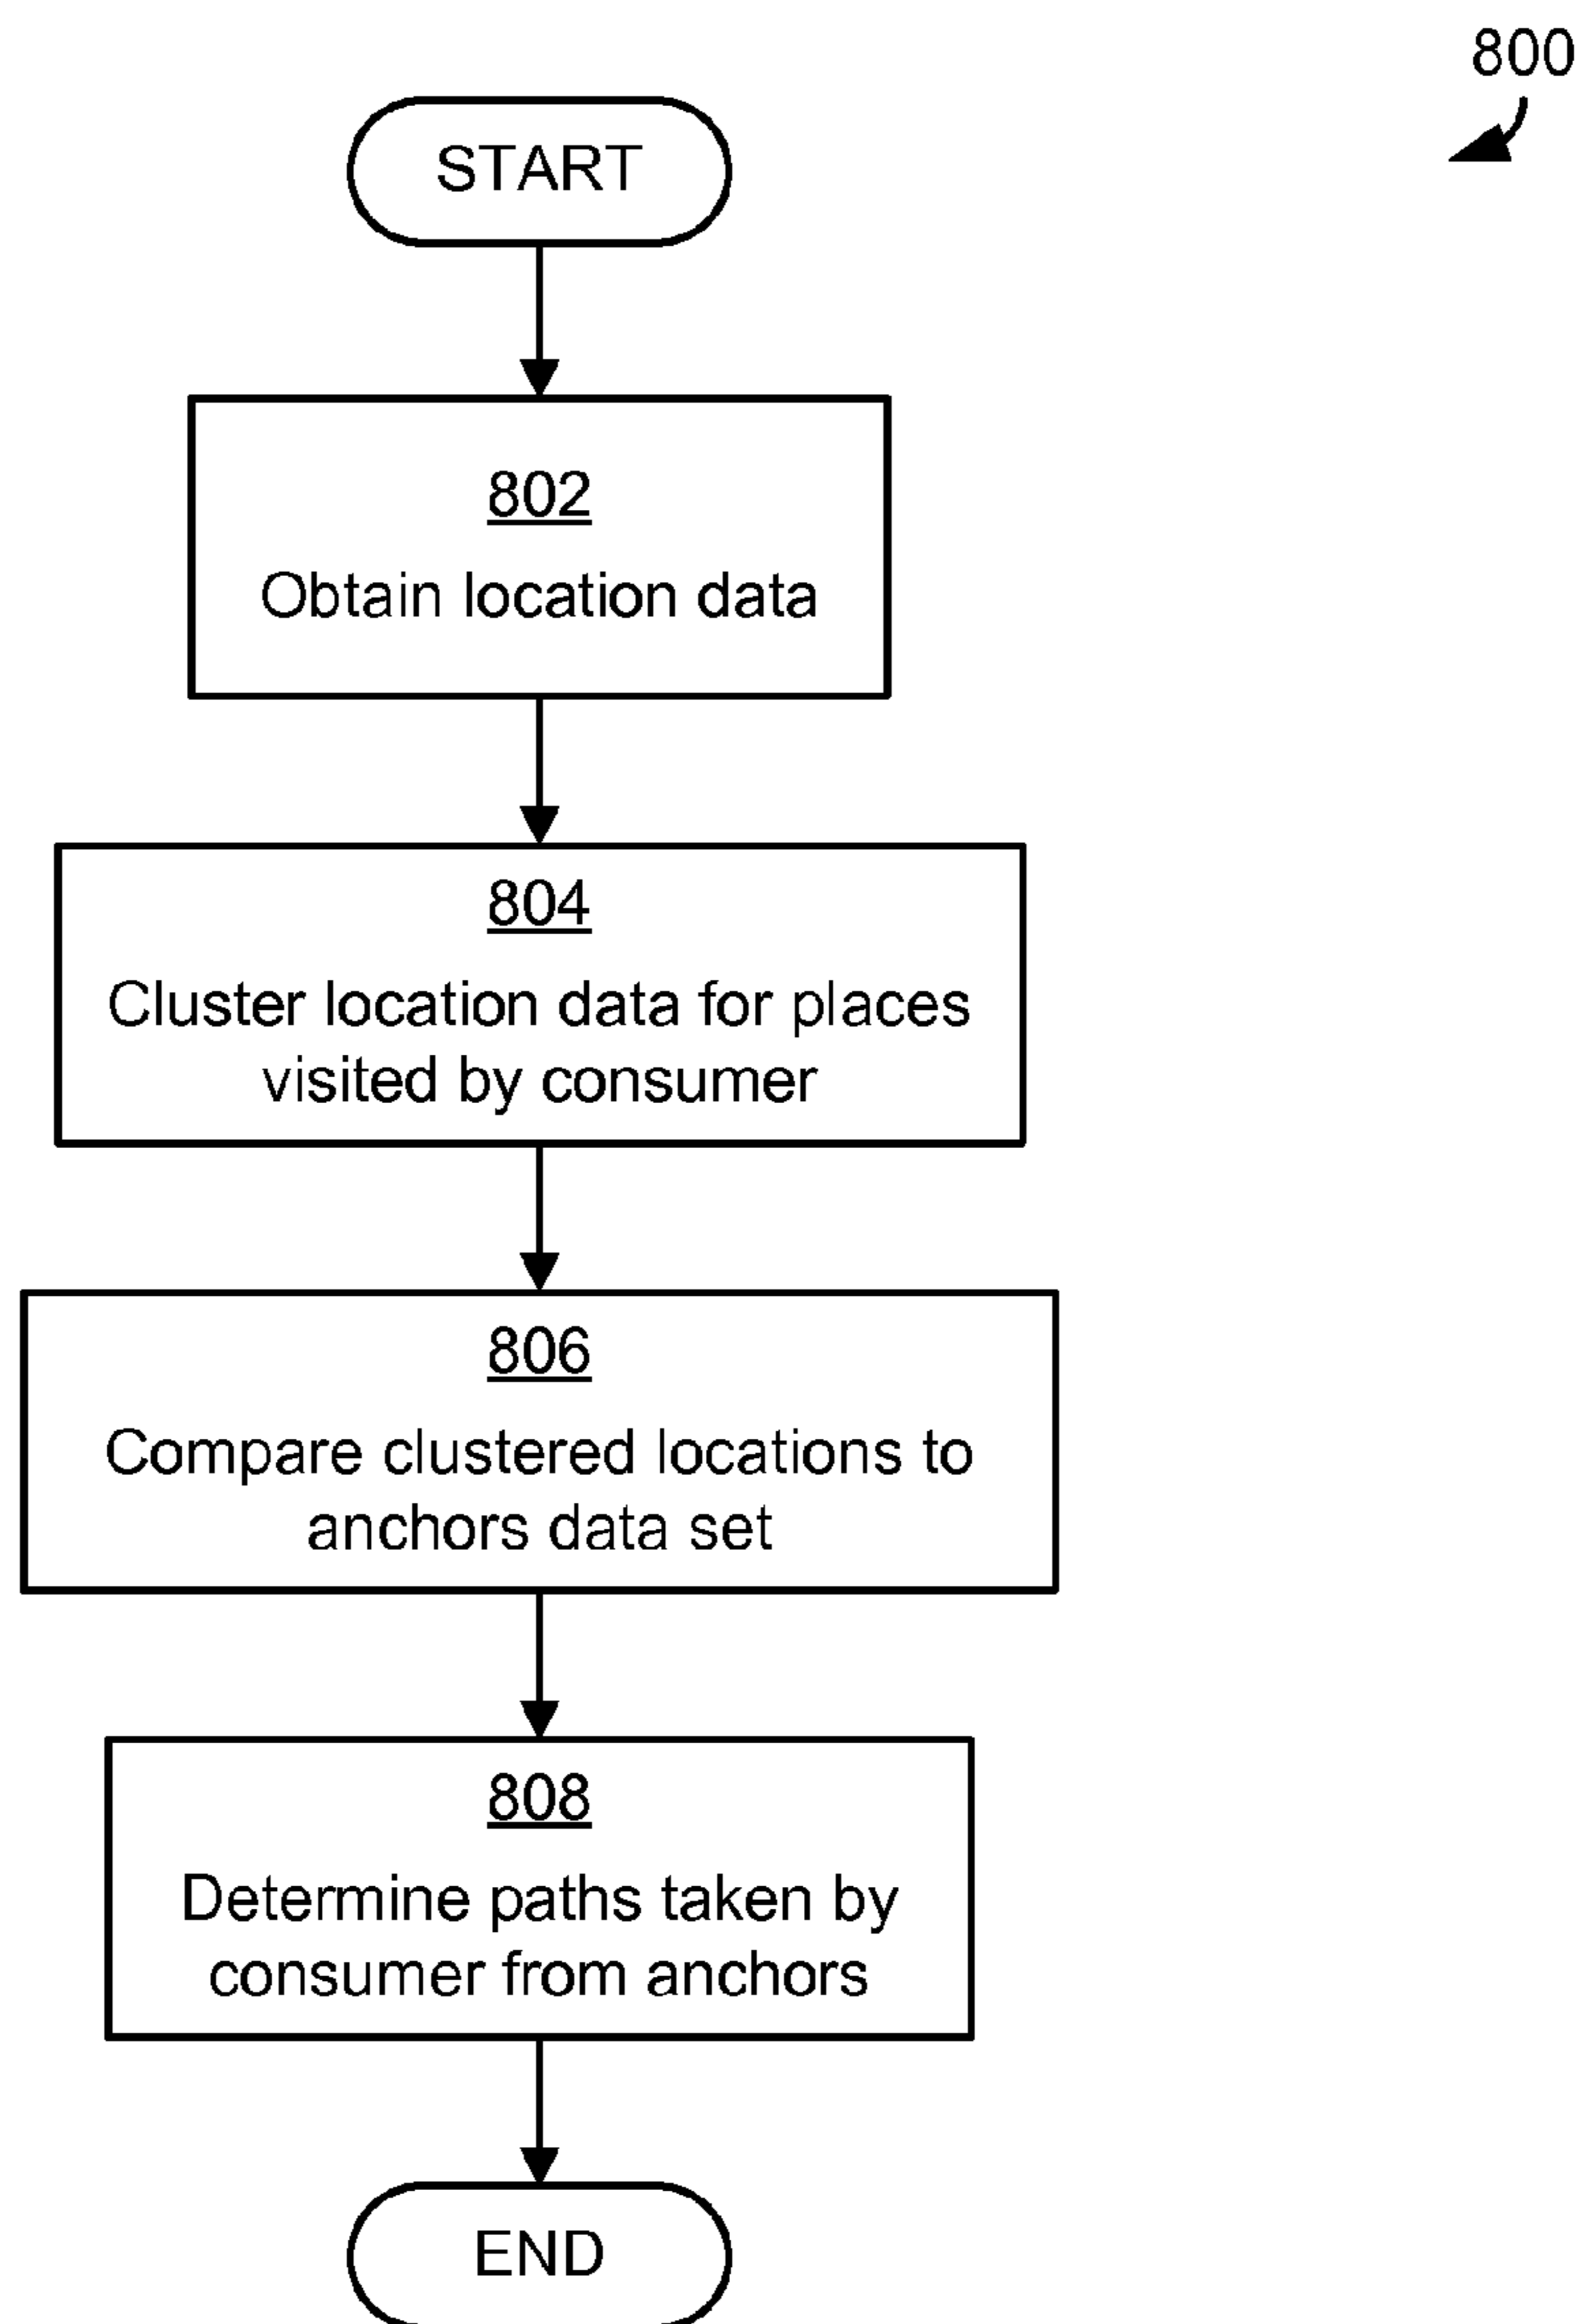 800
START
802
Obtain location data
804
Cluster location data for places
visited by consumer
806
Compare clustered locations to
anchors data set
808
Determine paths taken by
consumer from anchors
END